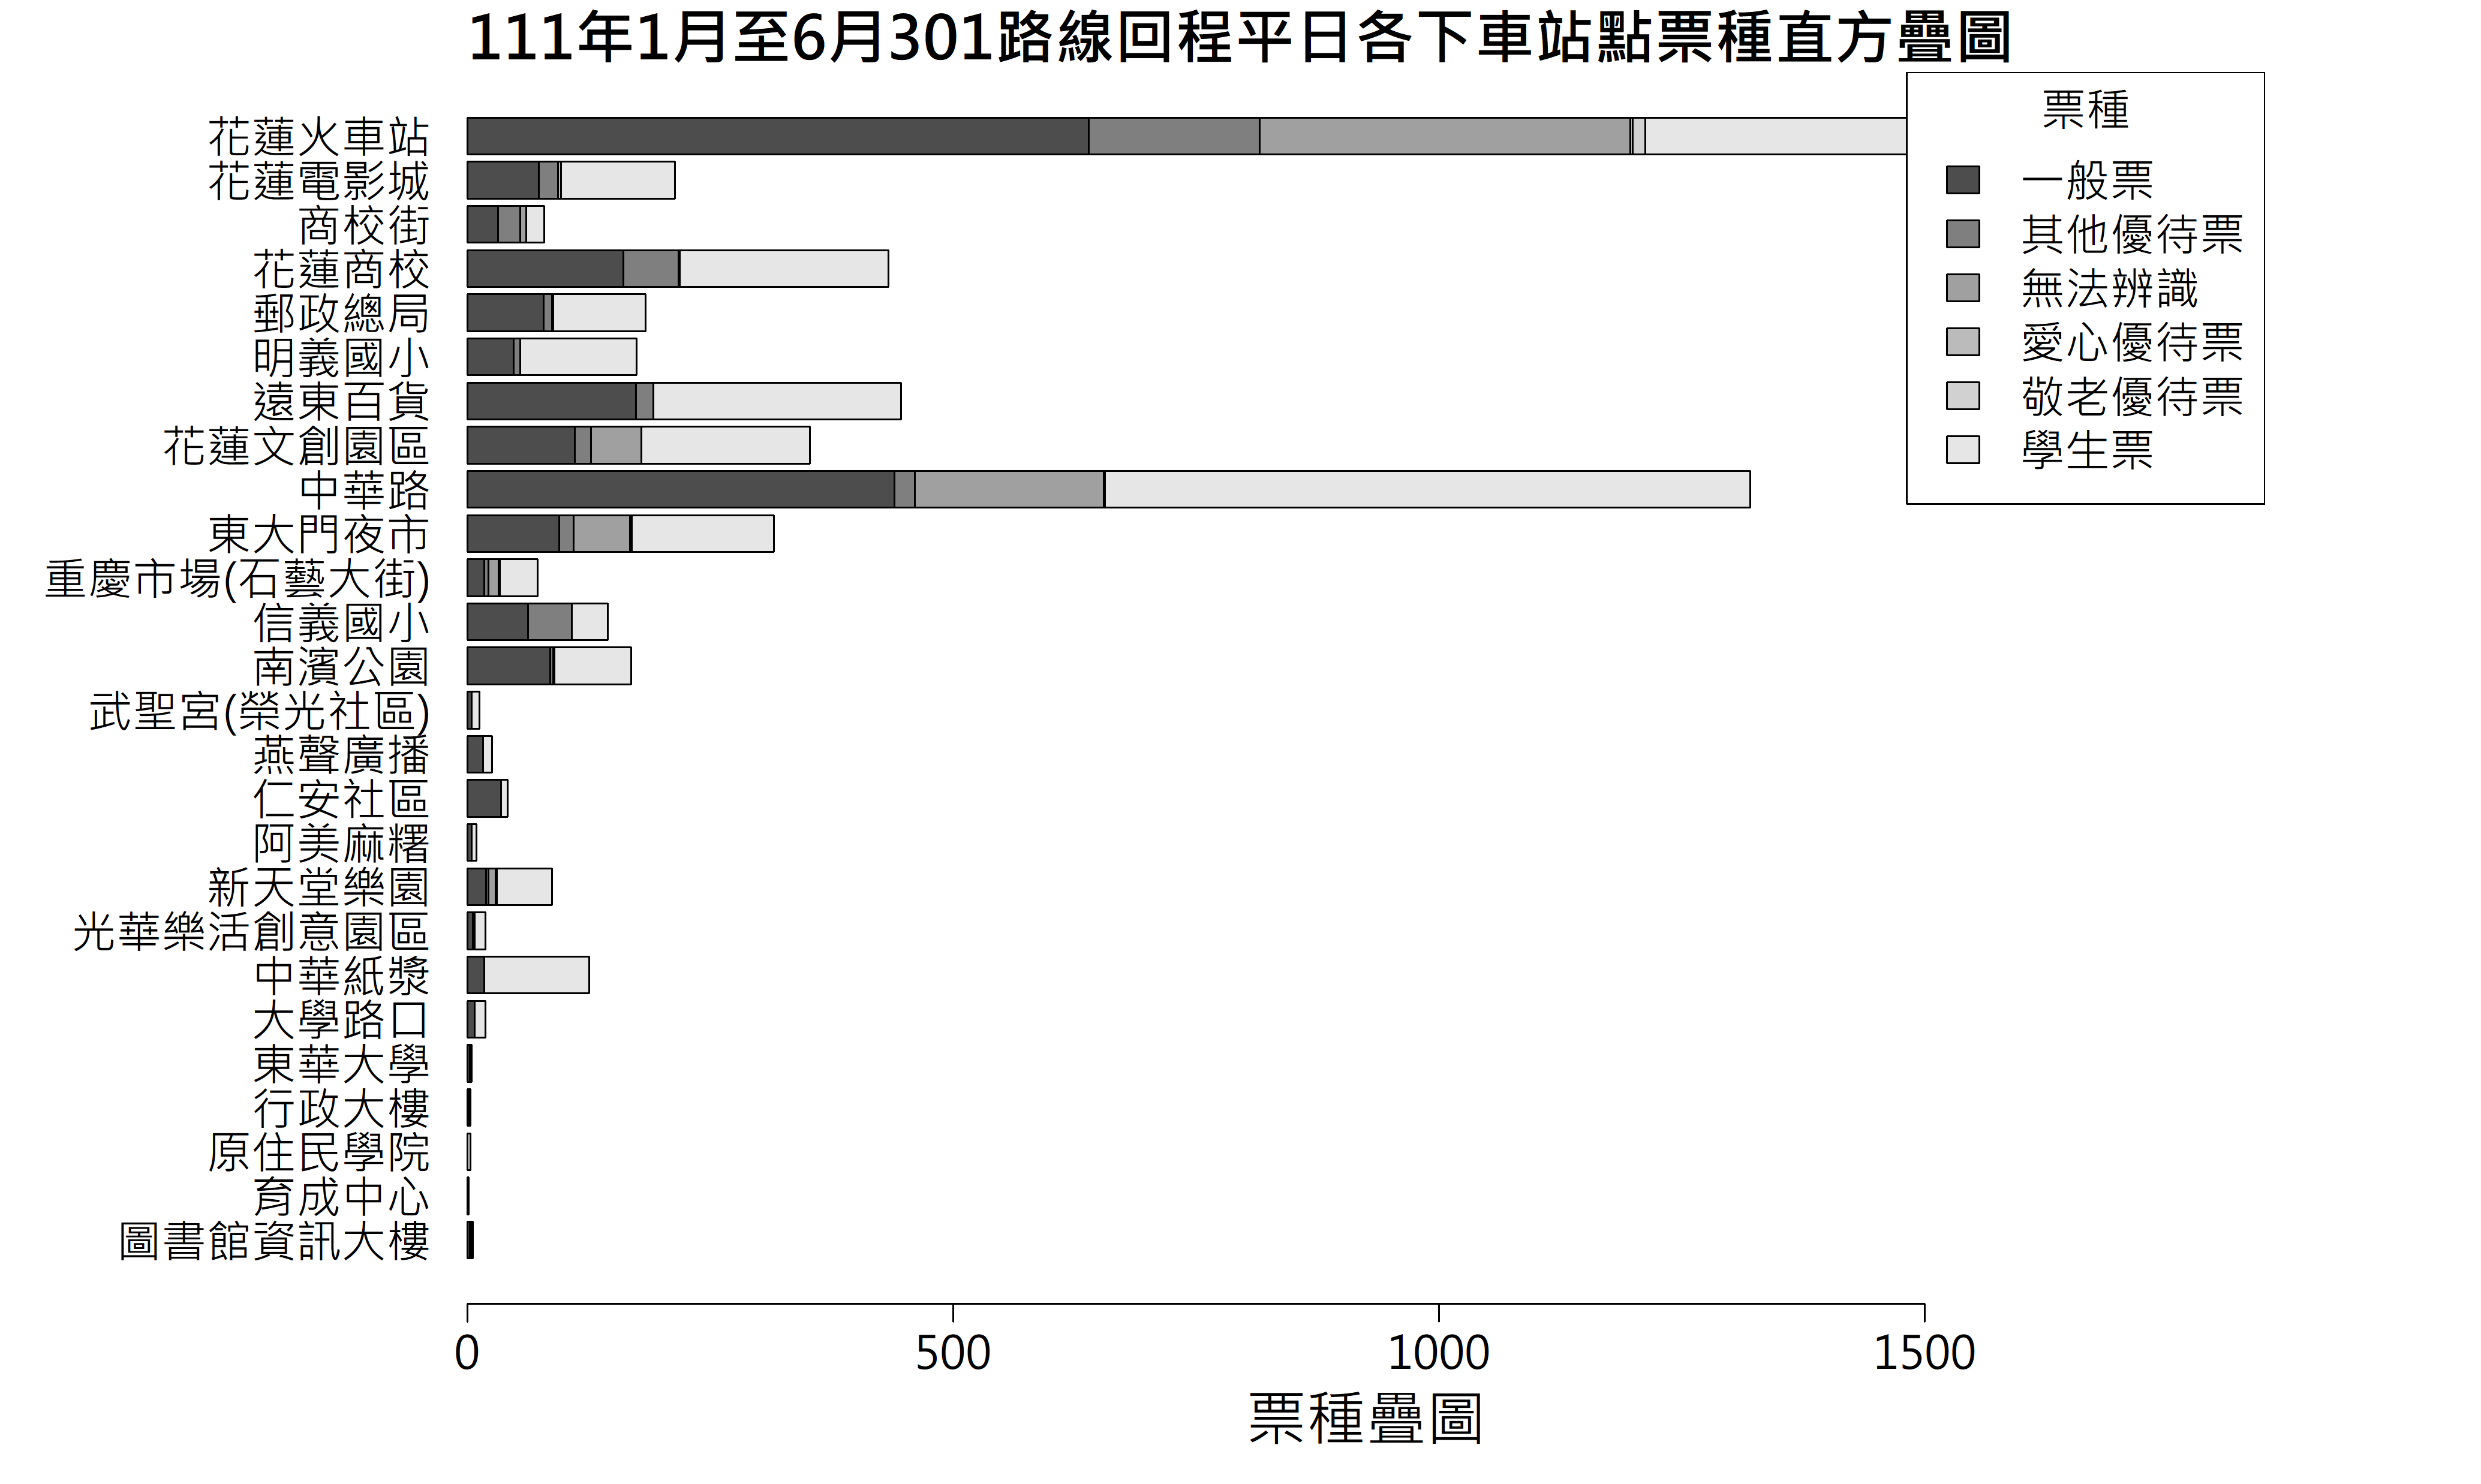 111年1月至6月301路線回程平日各下車站點票種直方疊圖
票種
一般票
其他優待票
無法辨識
愛心優待票
敬老優待票
學生票
花蓮火車站
花蓮電影城
商校街
花蓮商校
郵政總局
明義國小
遠東百貨
花蓮文創園區
中華路
東大門夜市
重慶市場(石藝大街)
信義國小
南濱公園
武聖宮(榮光社區)
燕聲廣播
仁安社區
阿美麻糬
新天堂樂園
光華樂活創意園區
中華紙漿
大學路口
東華大學
行政大樓
原住民學院
育成中心
圖書館資訊大樓
0 500 1000 1500
票種疊圖